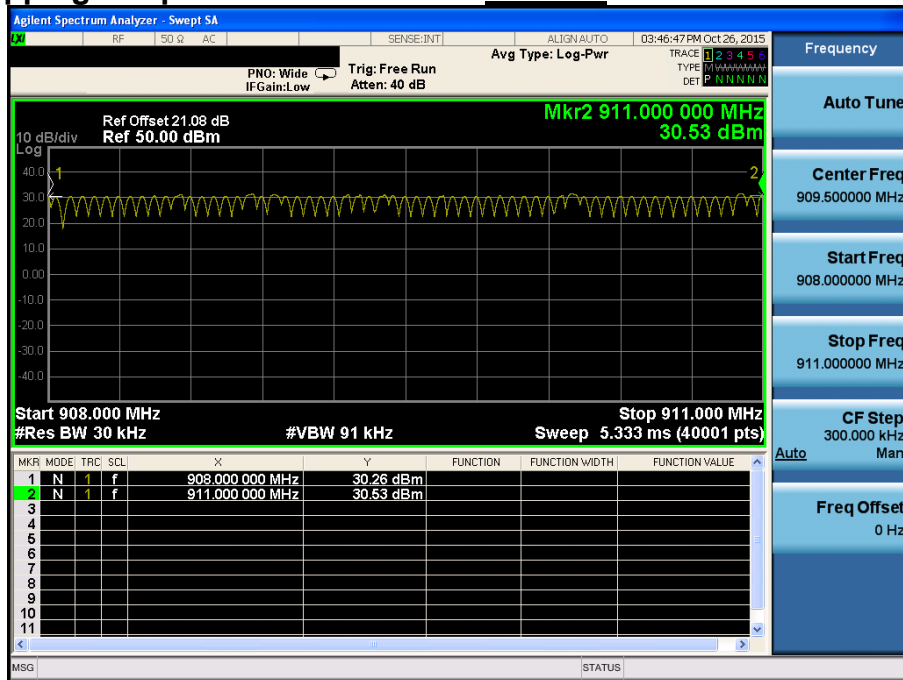 Agilent Spectrum Analyzer - Swept SA
LXI RF 50 Ω AC SENSE:INT ALIGNAUTO 03:46:47 PM Oct 26, 2015
Frequency
PNO: Wide Trig: Free Run
IFGain:Low Atten: 40 dB
Avg Type: Log-Pwr
TRACE 1 2 3 4 5 6
TYPE MWWWWW
DET P N N N N N
Auto Tune
Mkr2 911.000 000 MHz
30.53 dBm
Ref Offset 21.08 dB
10 dB/div Ref 50.00 dBm
Log
40.0
30.0
20.0
10.0
0.00
-10.0
-20.0
-30.0
-40.0
1
2
Center Freq
909.500000 MHz
Start Freq
908.000000 MHz
Stop Freq
911.000000 MHz
Start 908.000 MHz Stop 911.000 MHz
#Res BW 30 kHz #VBW 91 kHz Sweep 5.333 ms (40001 pts)
CF Step
300.000 kHz
Auto Man
MKR MODE TRC SCL X Y FUNCTION FUNCTION WIDTH FUNCTION VALUE
1 N 1 f 908.000 000 MHz 30.26 dBm
2 N 1 f 911.000 000 MHz 30.53 dBm
3
4
5
6
7
8
9
10
11
Freq Offset
0 Hz
MSG STATUS